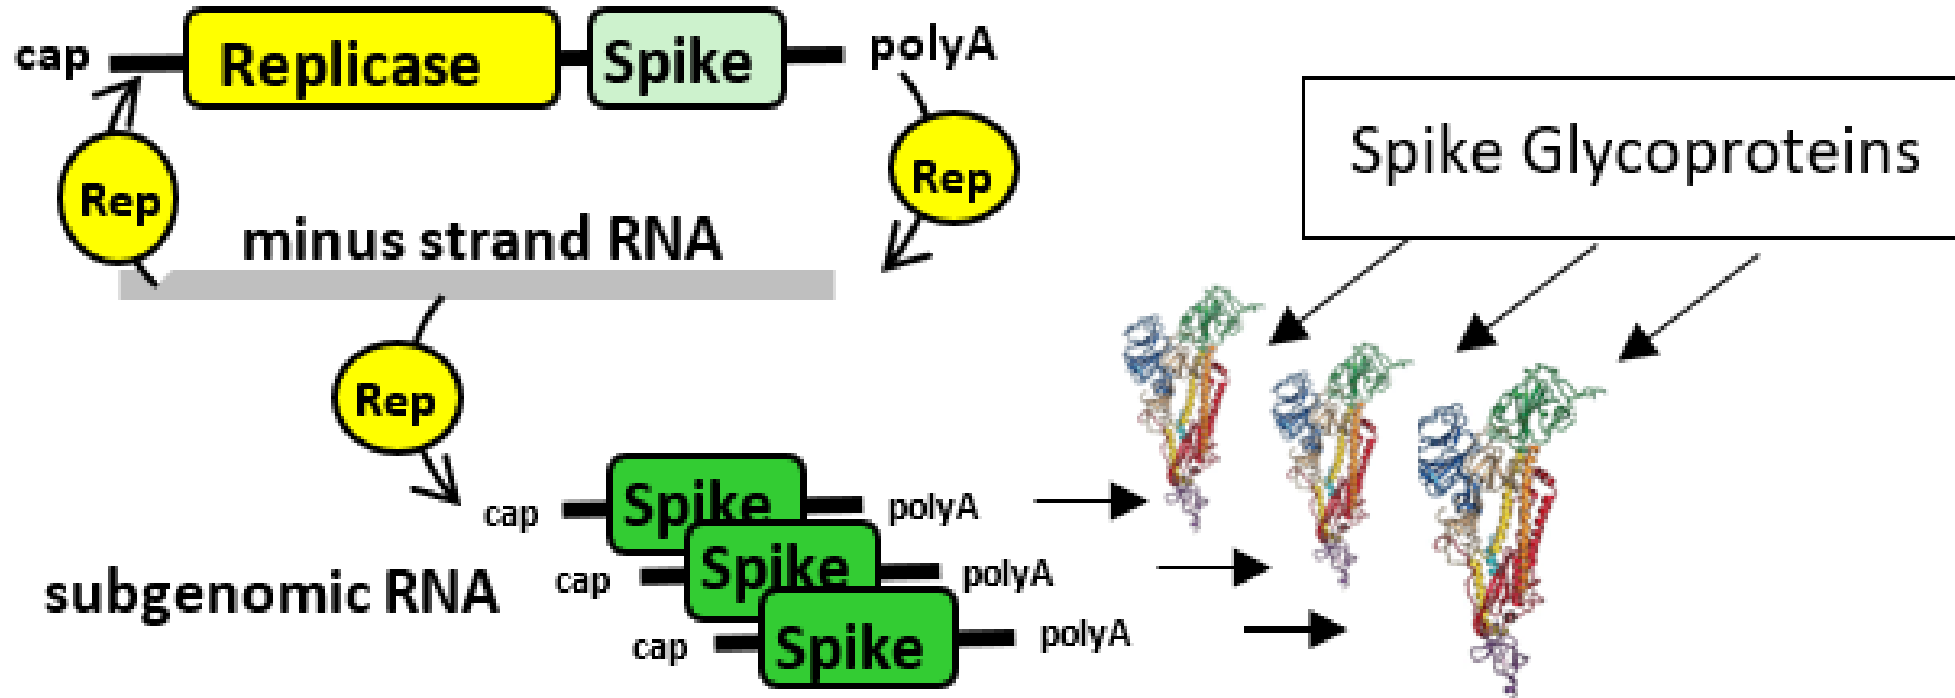 cap Replicase Spike polyA
Spike Glycoproteins
Rep
Rep
minus strand RNA
Rep
cap Spike polyA
cap Spike polyA
subgenomic RNA
cap Spike polyA